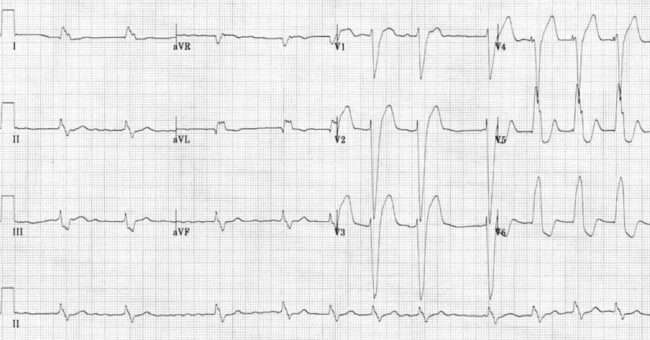 I aVR V1 V4
II aVL V2 V5
III aVF V3 V6
II